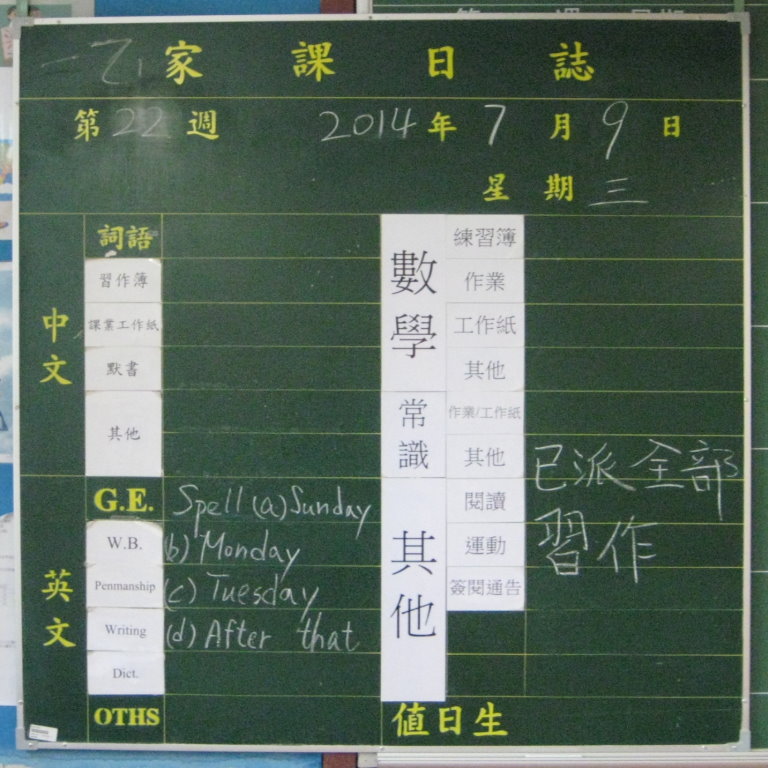 一乙 家課日誌
第22週 2014年7月9日
星期三
中文
詞語
習作簿
課業工作紙
默書
其他
英文
G.E. Spell (a) Sunday
W.B. (b) Monday
Penmanship (c) Tuesday
Writing (d) After that
Dict.
OTHS
數學
練習簿
作業
工作紙
其他
常識
作業/工作紙
其他 已派全部
其他
閱讀
運動 習作
簽閱通告
值日生